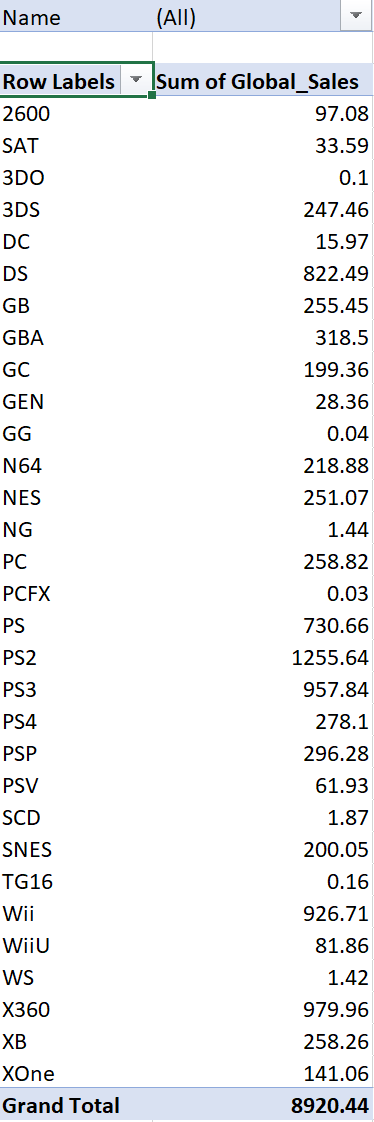 Name (All)
Row Labels Sum of Global_Sales
2600 97.08
SAT 33.59
3DO 0.1
3DS 247.46
DC 15.97
DS 822.49
GB 255.45
GBA 318.5
GC 199.36
GEN 28.36
GG 0.04
N64 218.88
NES 251.07
NG 1.44
PC 258.82
PCFX 0.03
PS 730.66
PS2 1255.64
PS3 957.84
PS4 278.1
PSP 296.28
PSV 61.93
SCD 1.87
SNES 200.05
TG16 0.16
Wii 926.71
WiiU 81.86
WS 1.42
X360 979.96
XB 258.26
XOne 141.06
Grand Total 8920.44